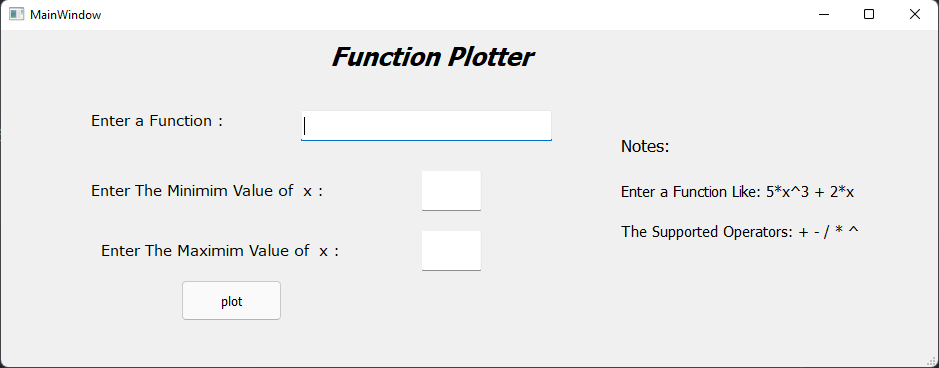 MainWindow
Function Plotter
Enter a Function :
Notes:
Enter The Minimim Value of x :
Enter a Function Like: 5*x^3 + 2*x
The Supported Operators: + - / * ^
Enter The Maximim Value of x :
plot